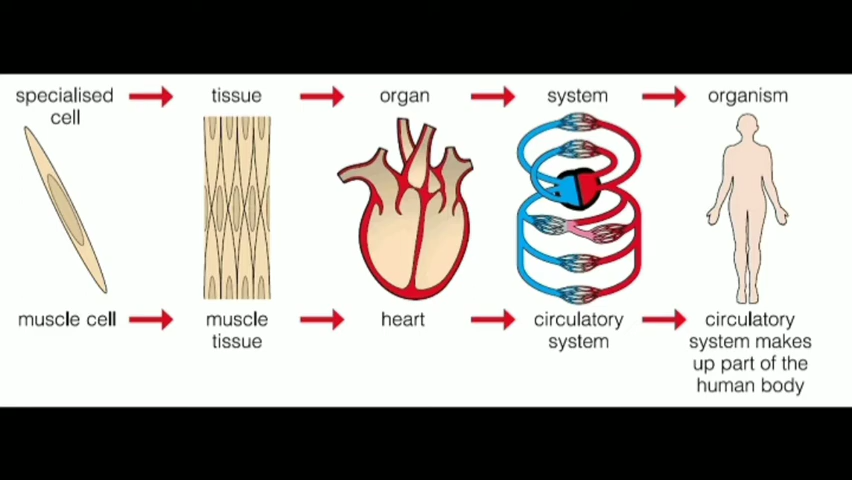 specialised
cell
tissue
organ
system
organism
muscle cell
muscle
tissue
heart
circulatory
system
circulatory
system makes
up part of the
human body